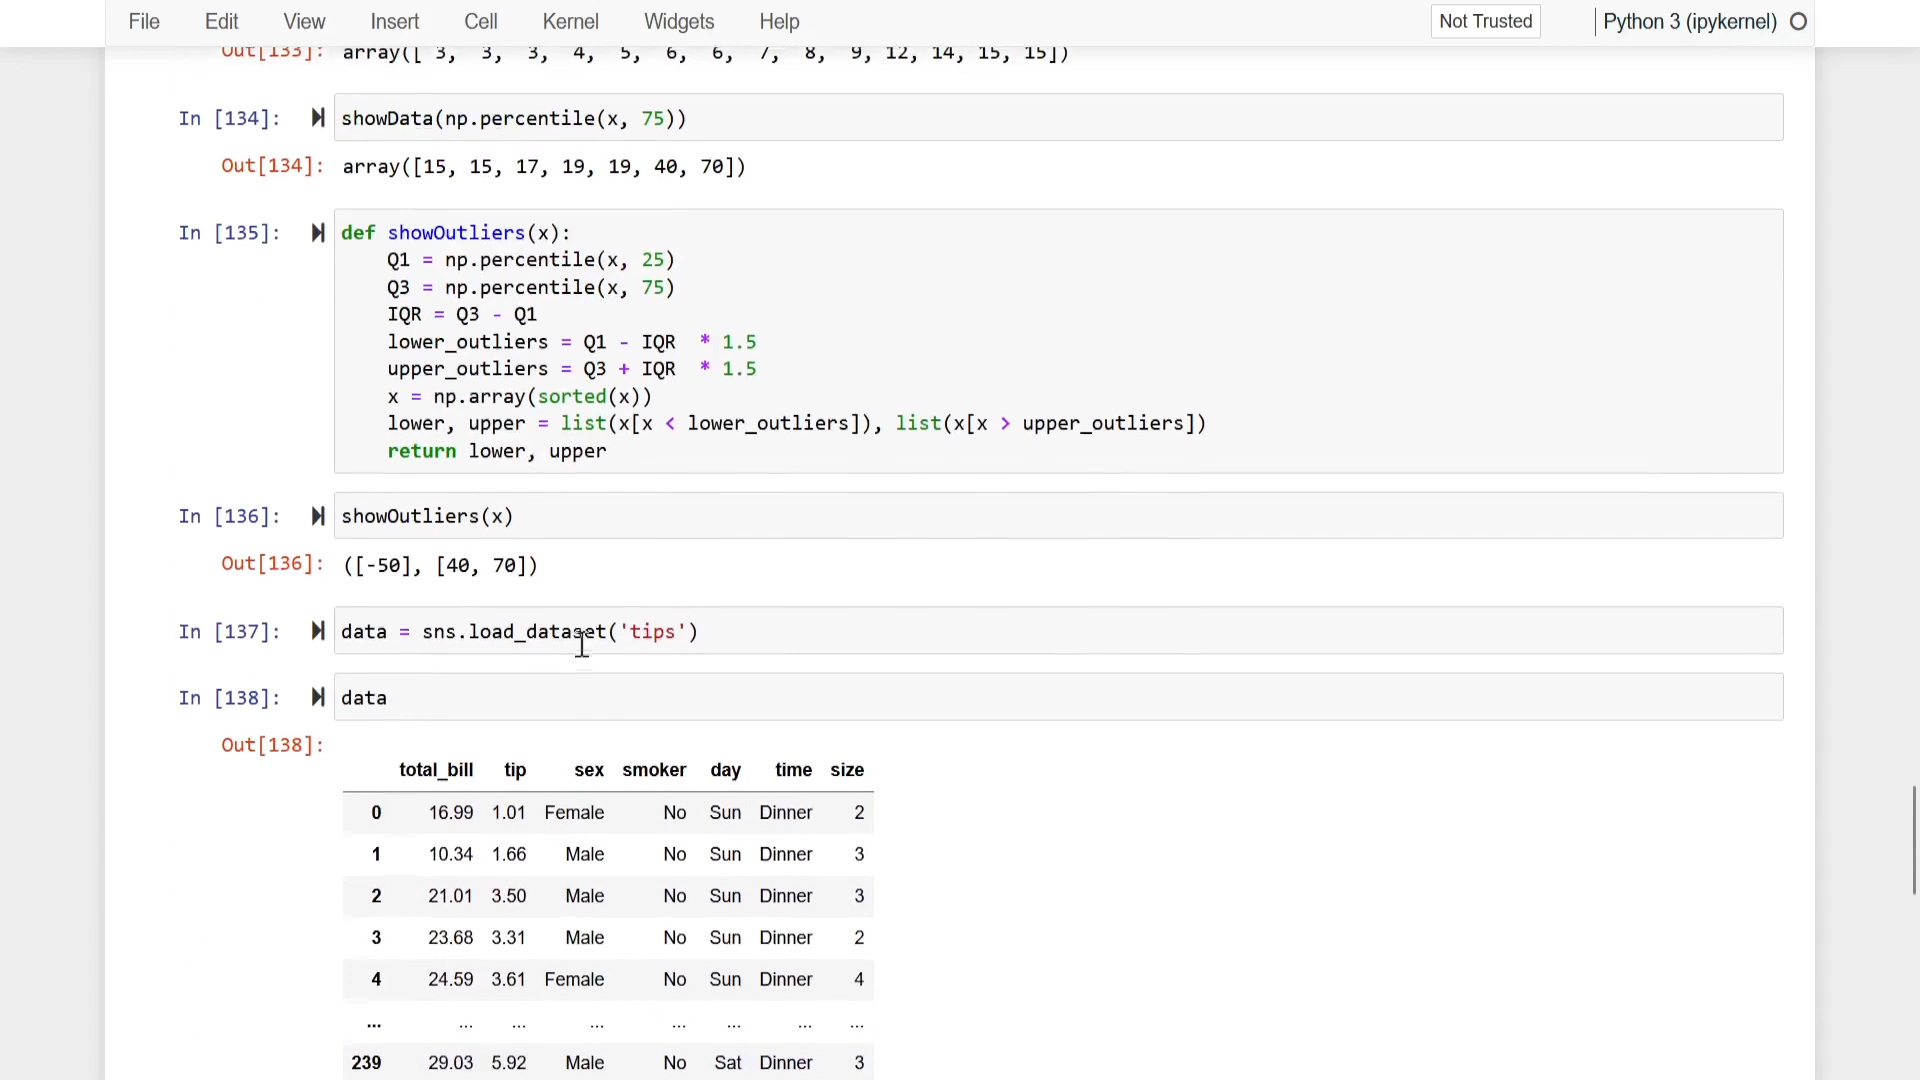 File Edit View Insert Cell Kernel Widgets Help Not Trusted Python 3 (ipykernel)
Out[133]: array([ 3, 3, 3, 4, 5, 6, 6, 7, 8, 9, 12, 14, 15, 15])
In [134]: showData(np.percentile(x, 75))
Out[134]: array([15, 15, 17, 19, 19, 40, 70])
In [135]: def showOutliers(x):
    Q1 = np.percentile(x, 25)
    Q3 = np.percentile(x, 75)
    IQR = Q3 - Q1
    lower_outliers = Q1 - IQR  * 1.5
    upper_outliers = Q3 + IQR  * 1.5
    x = np.array(sorted(x))
    lower, upper = list(x[x < lower_outliers]), list(x[x > upper_outliers])
    return lower, upper
In [136]: showOutliers(x)
Out[136]: ([-50], [40, 70])
In [137]: data = sns.load_dataset('tips')
In [138]: data
Out[138]:
total_bill tip sex smoker day time size
0 16.99 1.01 Female No Sun Dinner 2
1 10.34 1.66 Male No Sun Dinner 3
2 21.01 3.50 Male No Sun Dinner 3
3 23.68 3.31 Male No Sun Dinner 2
4 24.59 3.61 Female No Sun Dinner 4
... ... ... ... ... ... ... ...
239 29.03 5.92 Male No Sat Dinner 3